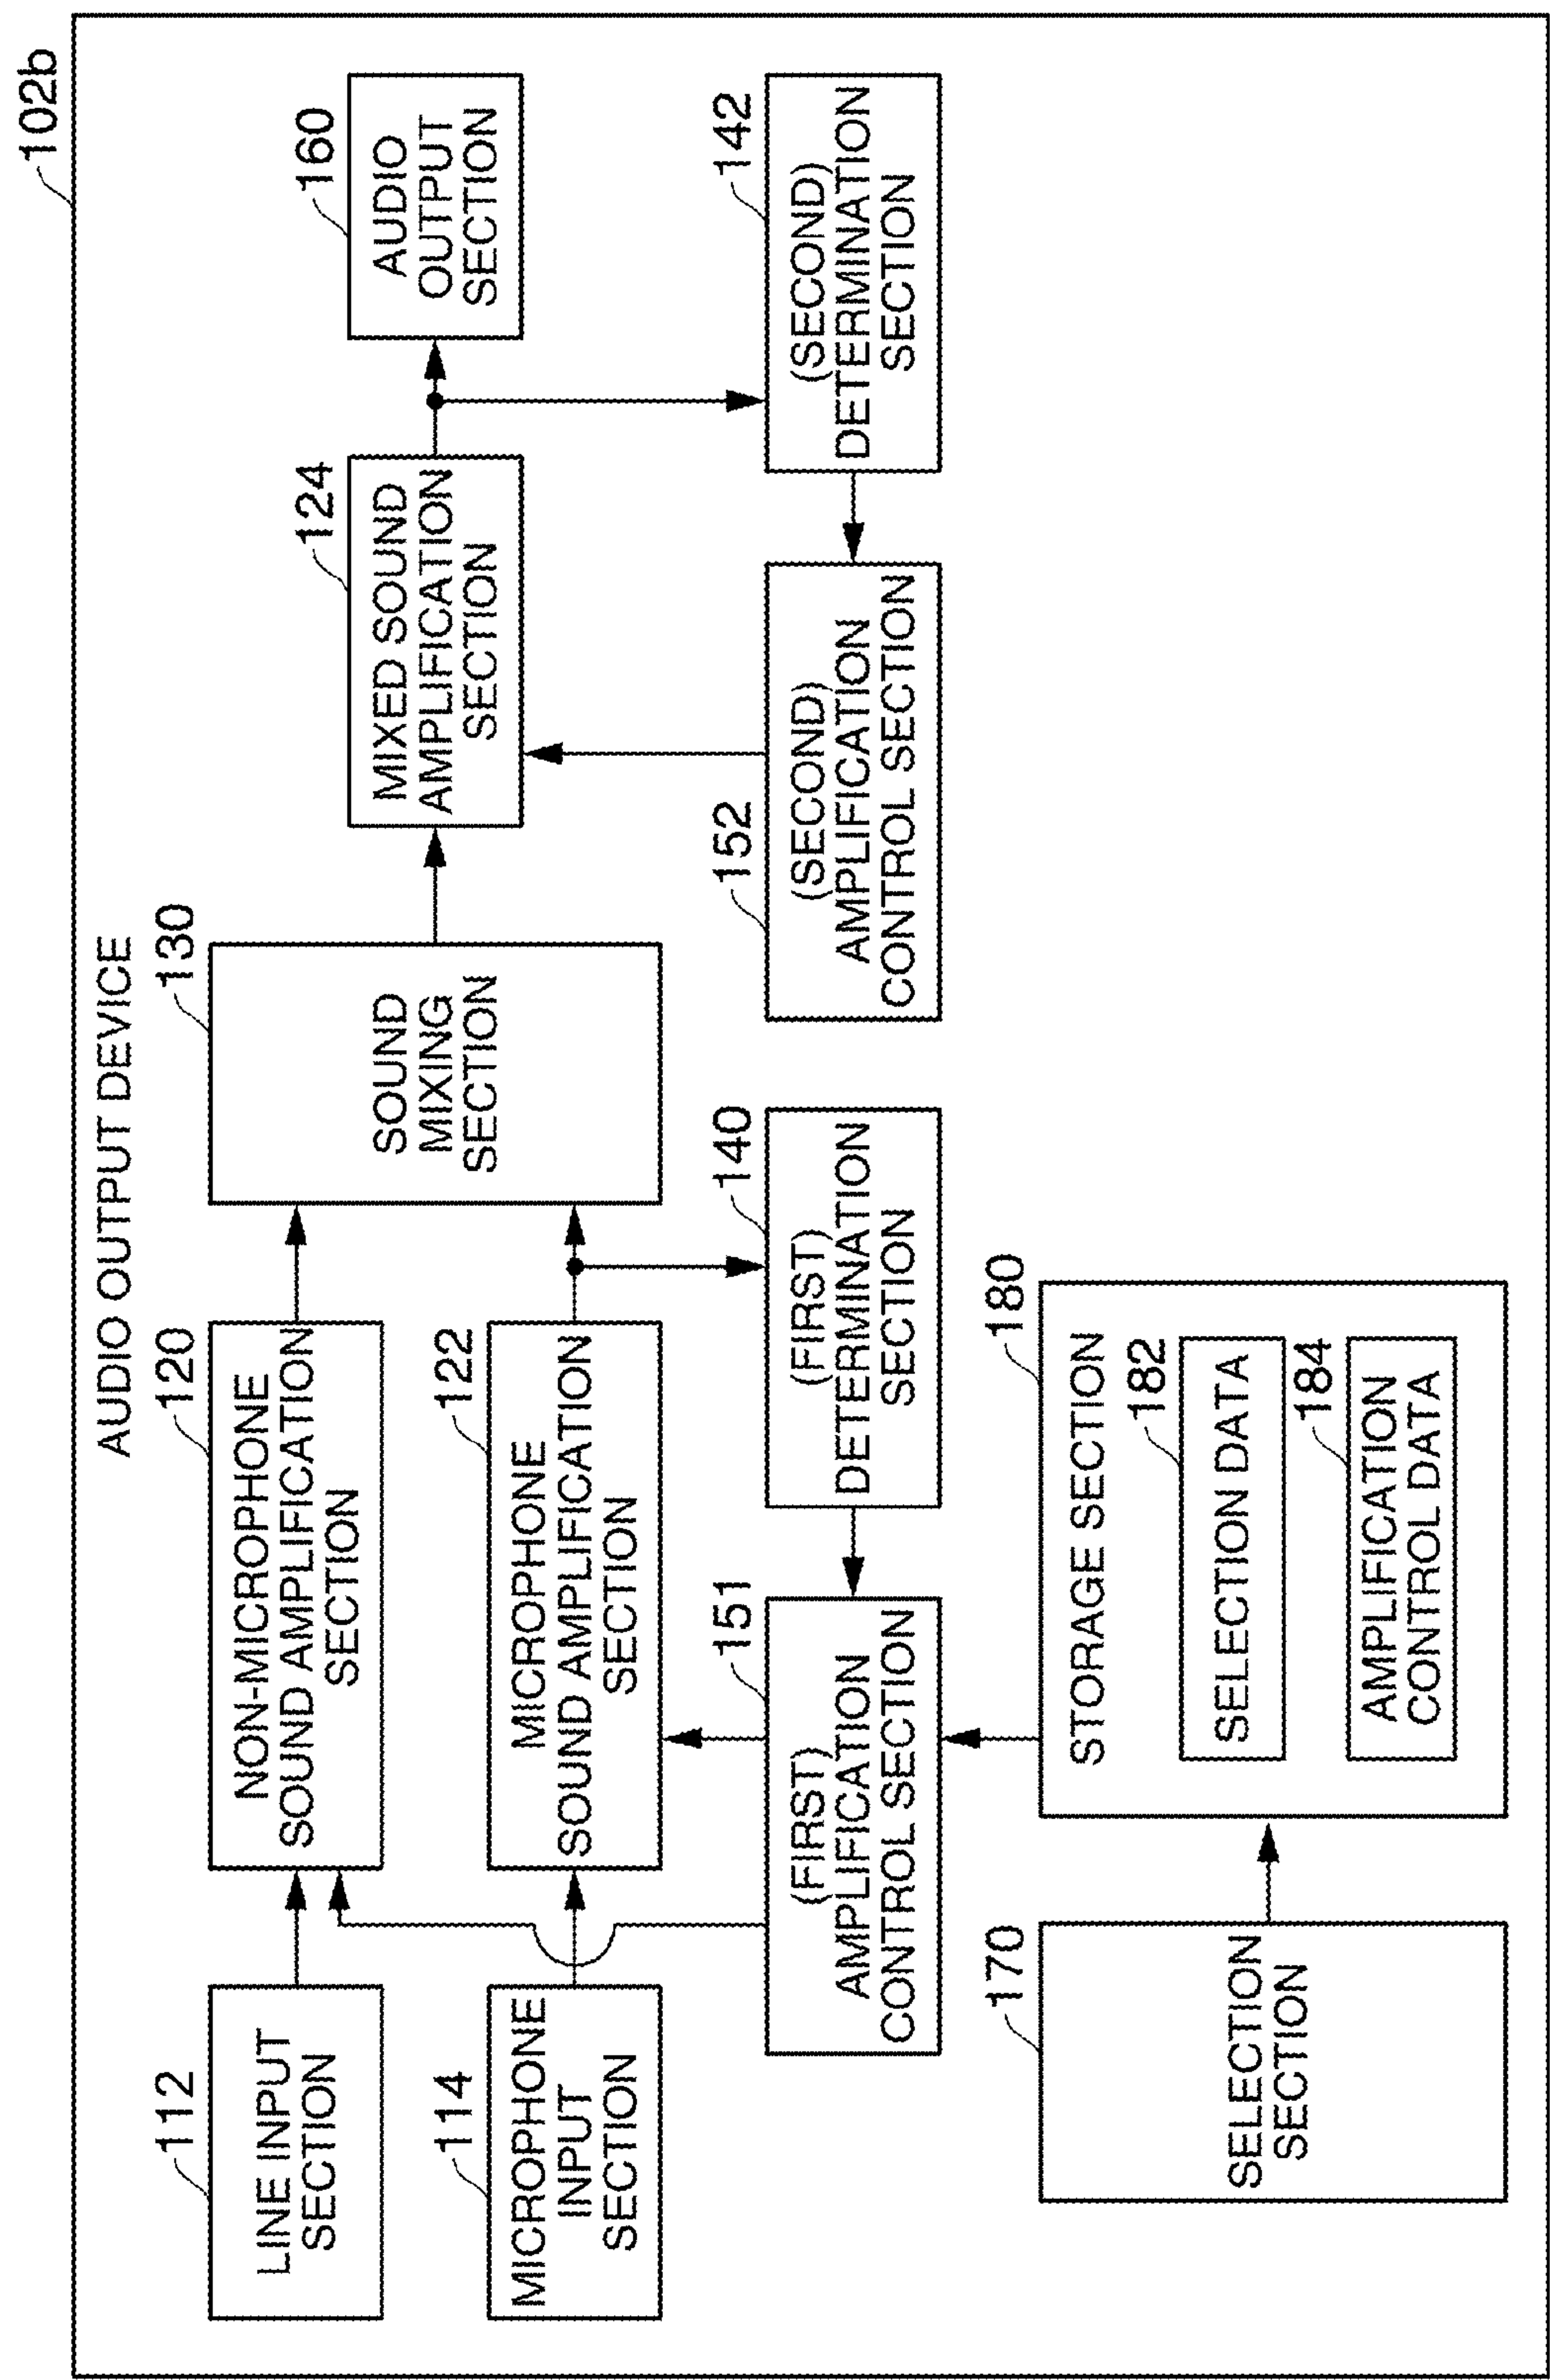 102b
AUDIO OUTPUT DEVICE
112
LINE INPUT
SECTION
120
NON-MICROPHONE
SOUND AMPLIFICATION
SECTION
130
SOUND
MIXING
SECTION
124
MIXED SOUND
AMPLIFICATION
SECTION
160
AUDIO
OUTPUT
SECTION
114
MICROPHONE
INPUT
SECTION
122
MICROPHONE
SOUND AMPLIFICATION
SECTION
151
(FIRST)
AMPLIFICATION
CONTROL SECTION
140
(FIRST)
DETERMINATION
SECTION
152
(SECOND)
AMPLIFICATION
CONTROL SECTION
142
(SECOND)
DETERMINATION
SECTION
170
SELECTION
SECTION
180
STORAGE SECTION
182
SELECTION DATA
184
AMPLIFICATION
CONTROL DATA